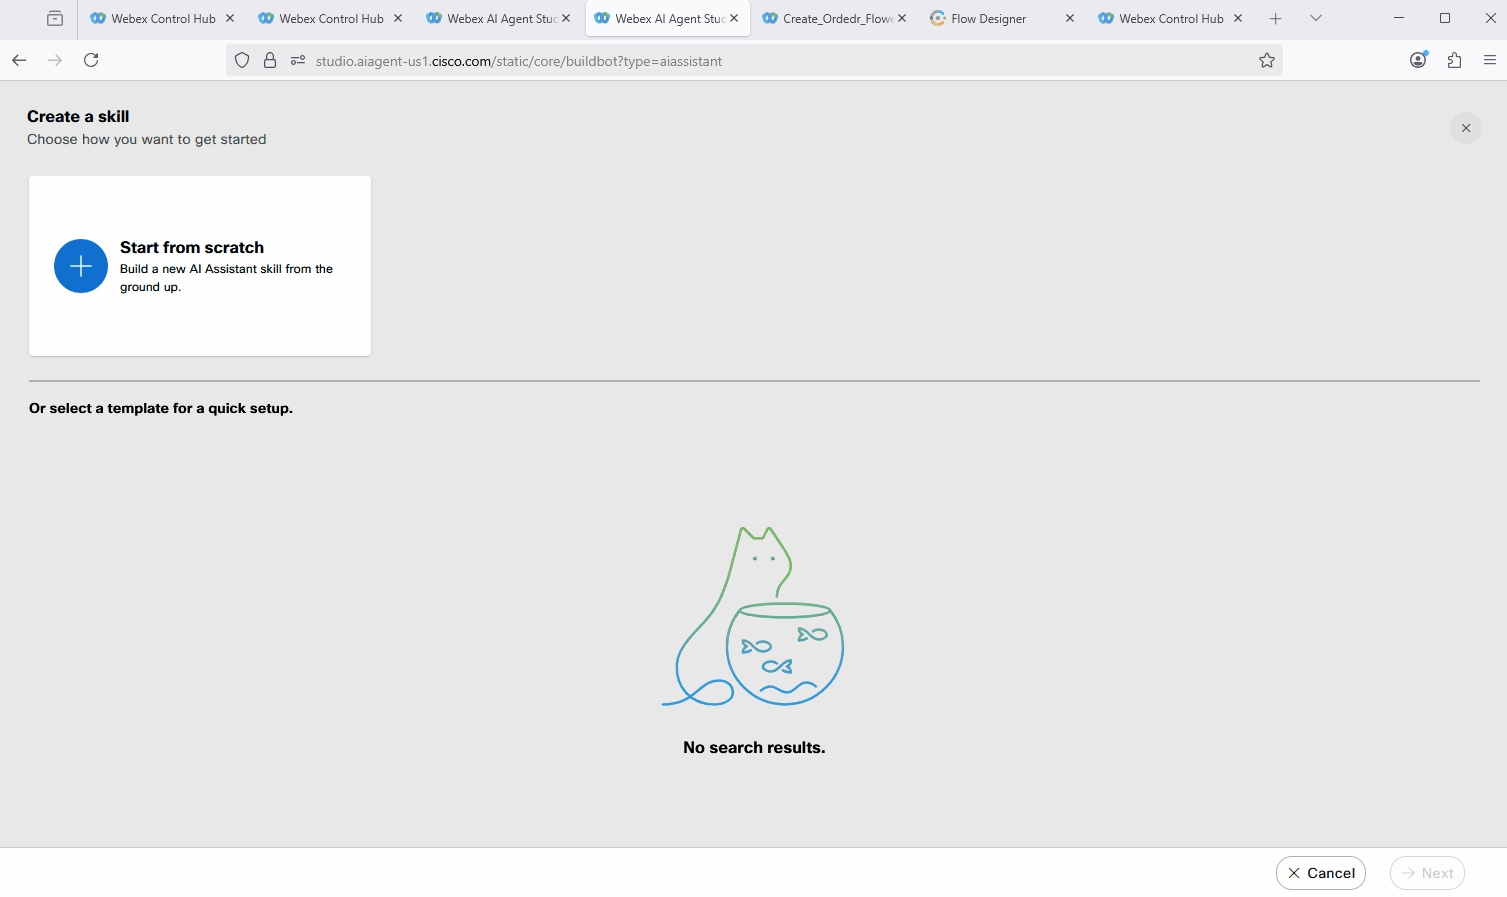 Webex Control Hub
Webex Control Hub
Webex AI Agent Stud
Webex AI Agent Stud
Create_Ordedr_Flowe
Flow Designer
Webex Control Hub
studio.aiagent-us1.cisco.com/static/core/buildbot?type=aiassistant
Create a skill
Choose how you want to get started
Start from scratch
Build a new AI Assistant skill from the
ground up.
Or select a template for a quick setup.
No search results.
Cancel
Next